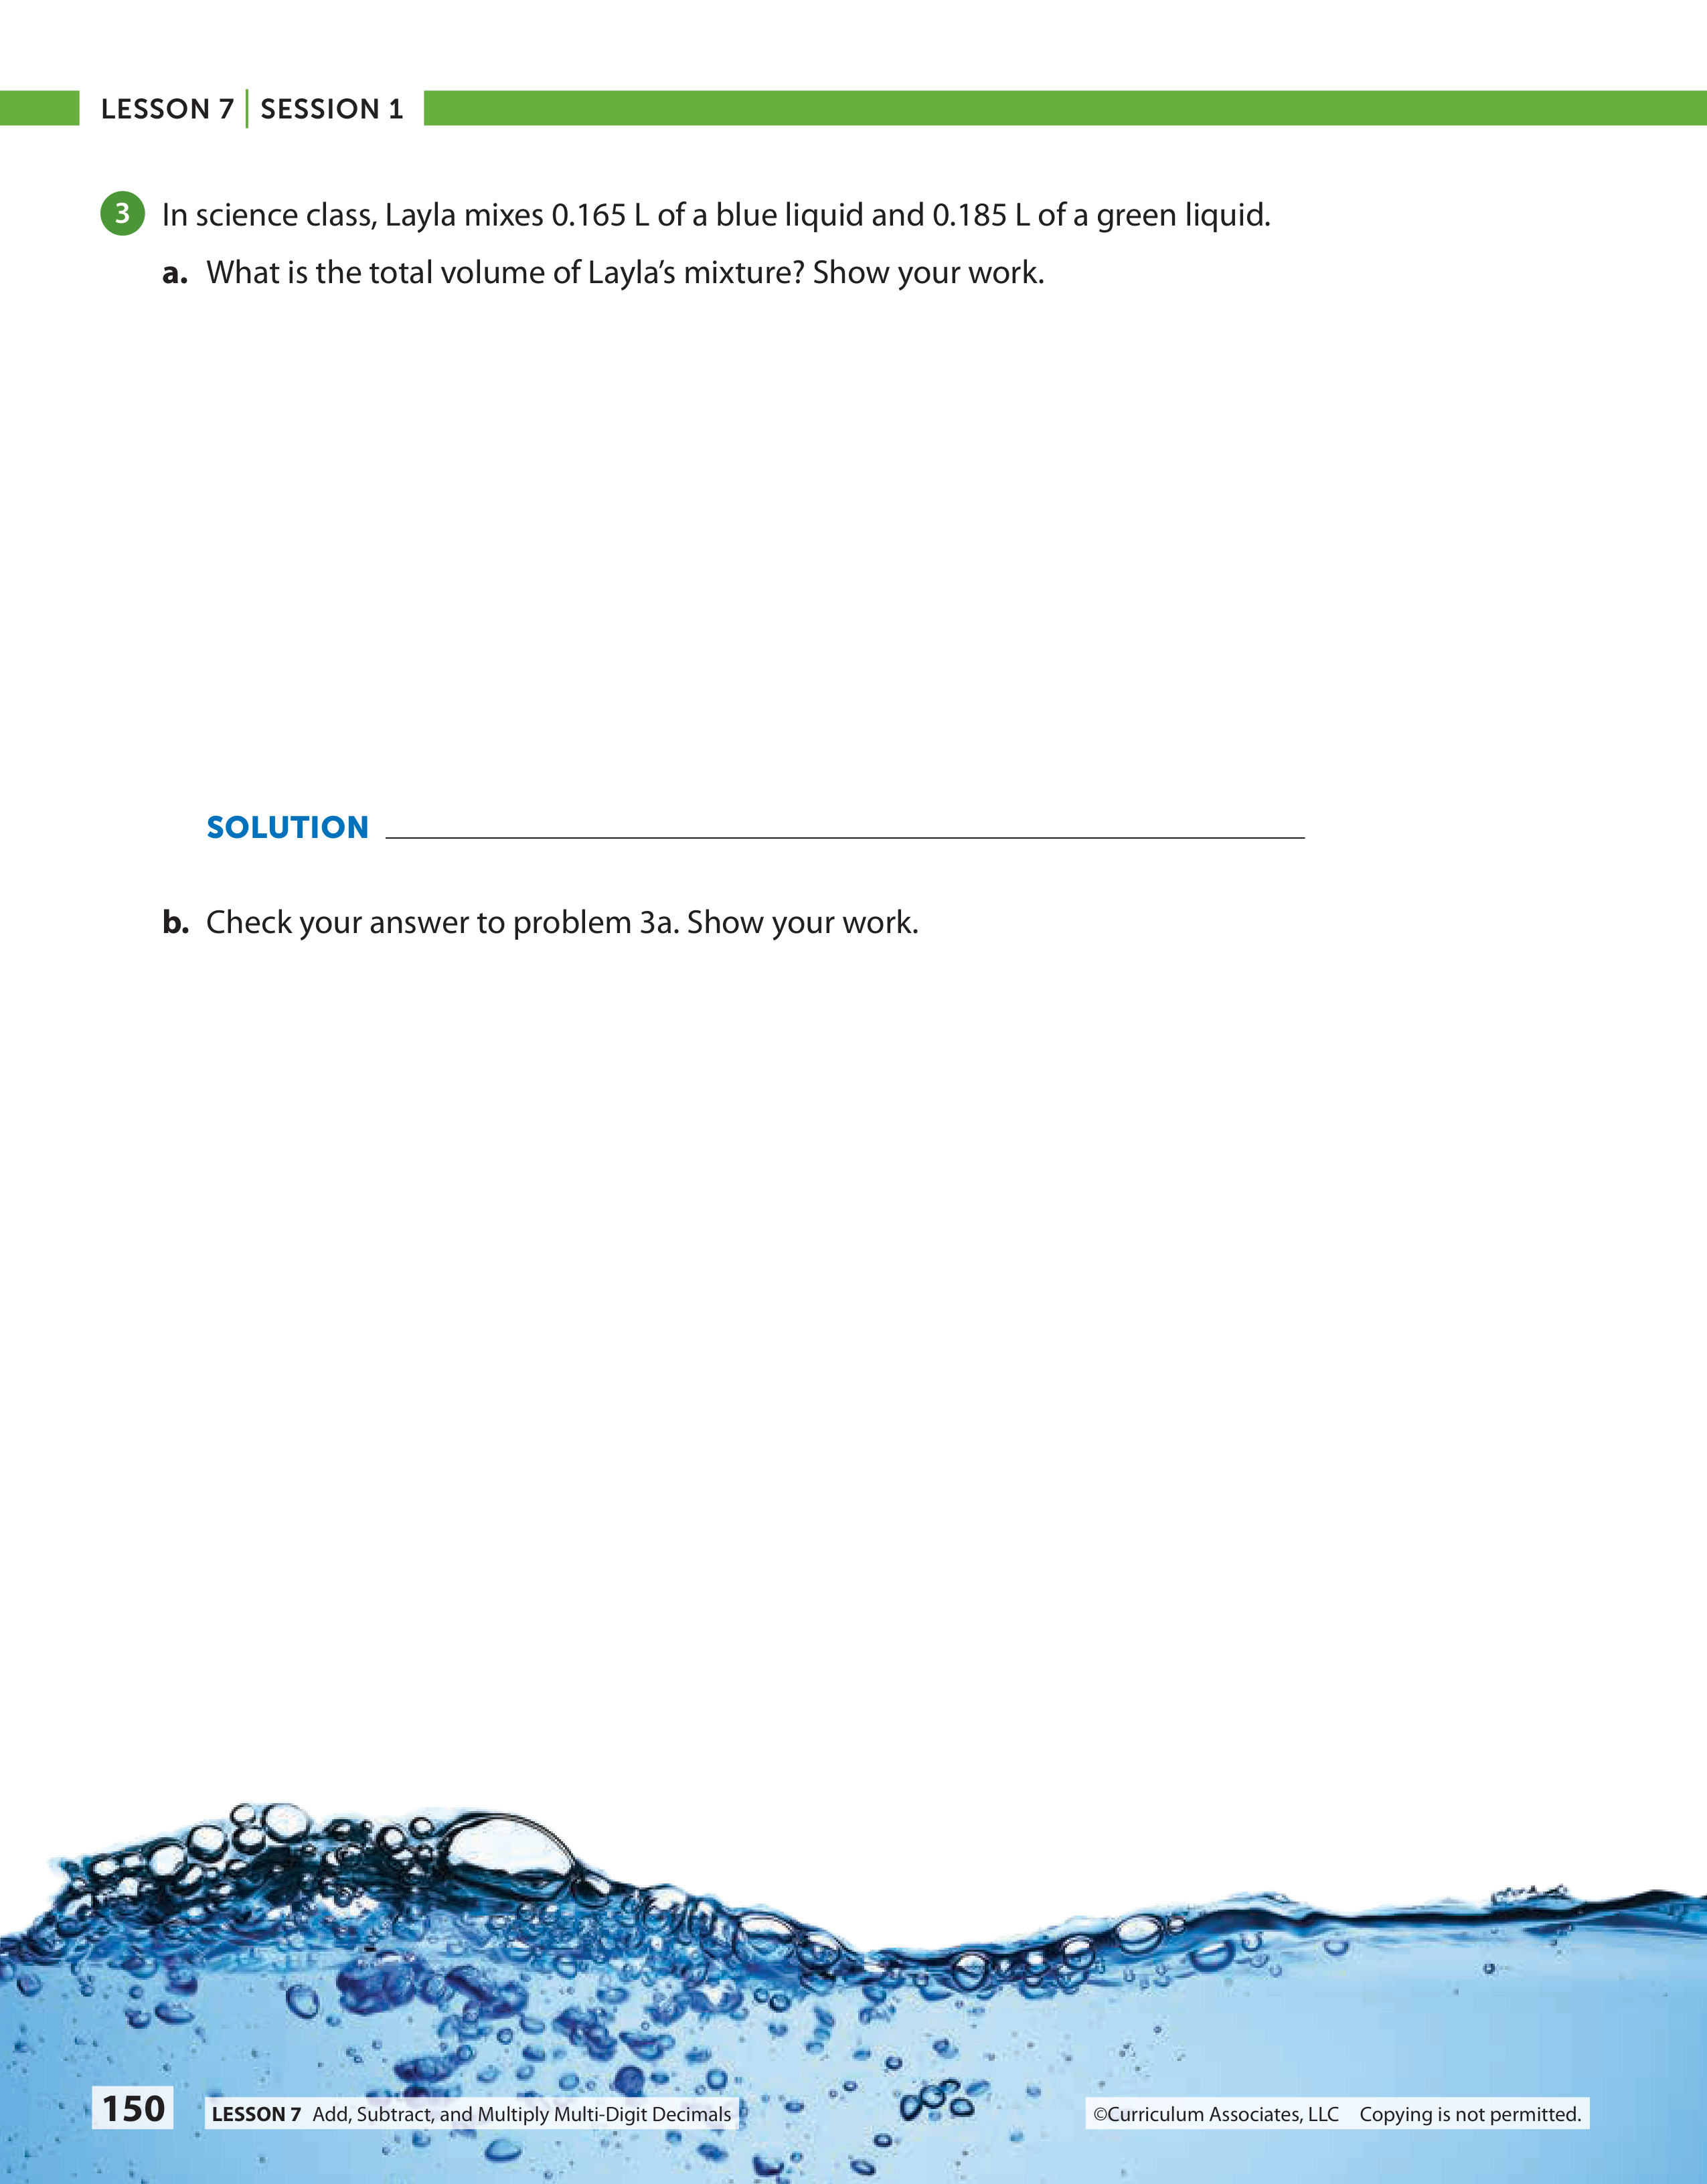 LESSON 7 | SESSION 1
3 In science class, Layla mixes 0.165 L of a blue liquid and 0.185 L of a green liquid.
a. What is the total volume of Layla’s mixture? Show your work.
SOLUTION
b. Check your answer to problem 3a. Show your work.
150 LESSON 7 Add, Subtract, and Multiply Multi-Digit Decimals ©Curriculum Associates, LLC Copying is not permitted.